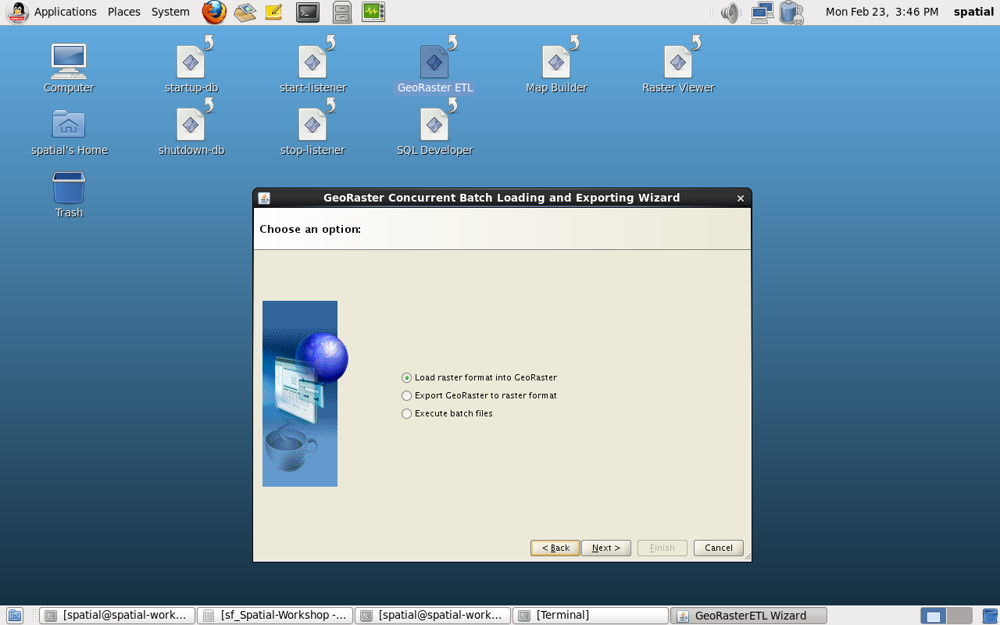 Applications Places System Mon Feb 23, 3:46 PM spatial
Computer startup-db start-listener GeoRaster ETL Map Builder Raster Viewer
spatial's Home shutdown-db stop-listener SQL Developer
Trash
GeoRaster Concurrent Batch Loading and Exporting Wizard
Choose an option:
Load raster format into GeoRaster
Export GeoRaster to raster format
Execute batch files
< Back Next > Finish Cancel
[spatial@spatial-work... [sf_Spatial-Workshop -... [spatial@spatial-work... [Terminal] GeoRasterETL Wizard